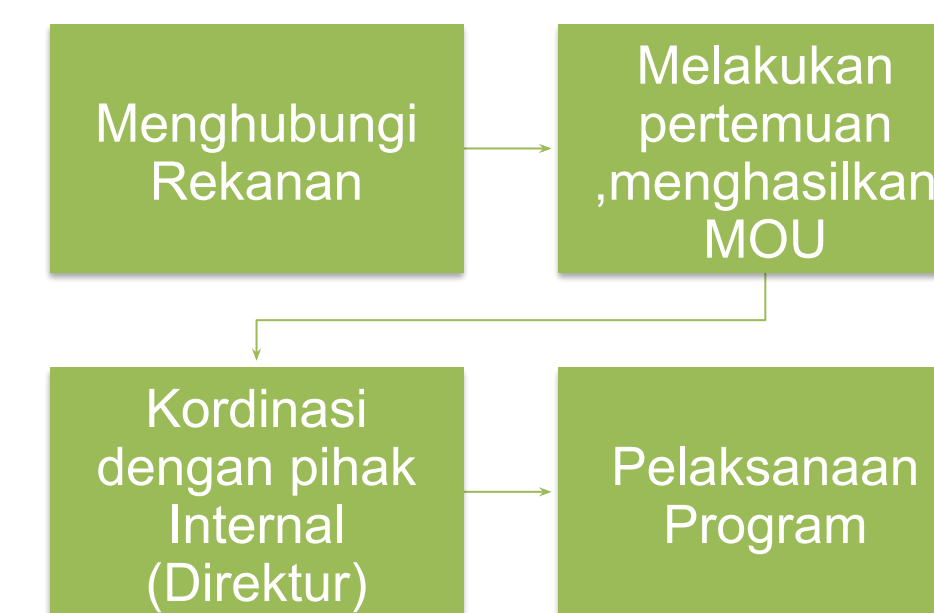 Menghubungi
Rekanan
Melakukan
pertemuan
,menghasilkan
MOU
Kordinasi
dengan pihak
Internal
(Direktur)
Pelaksanaan
Program